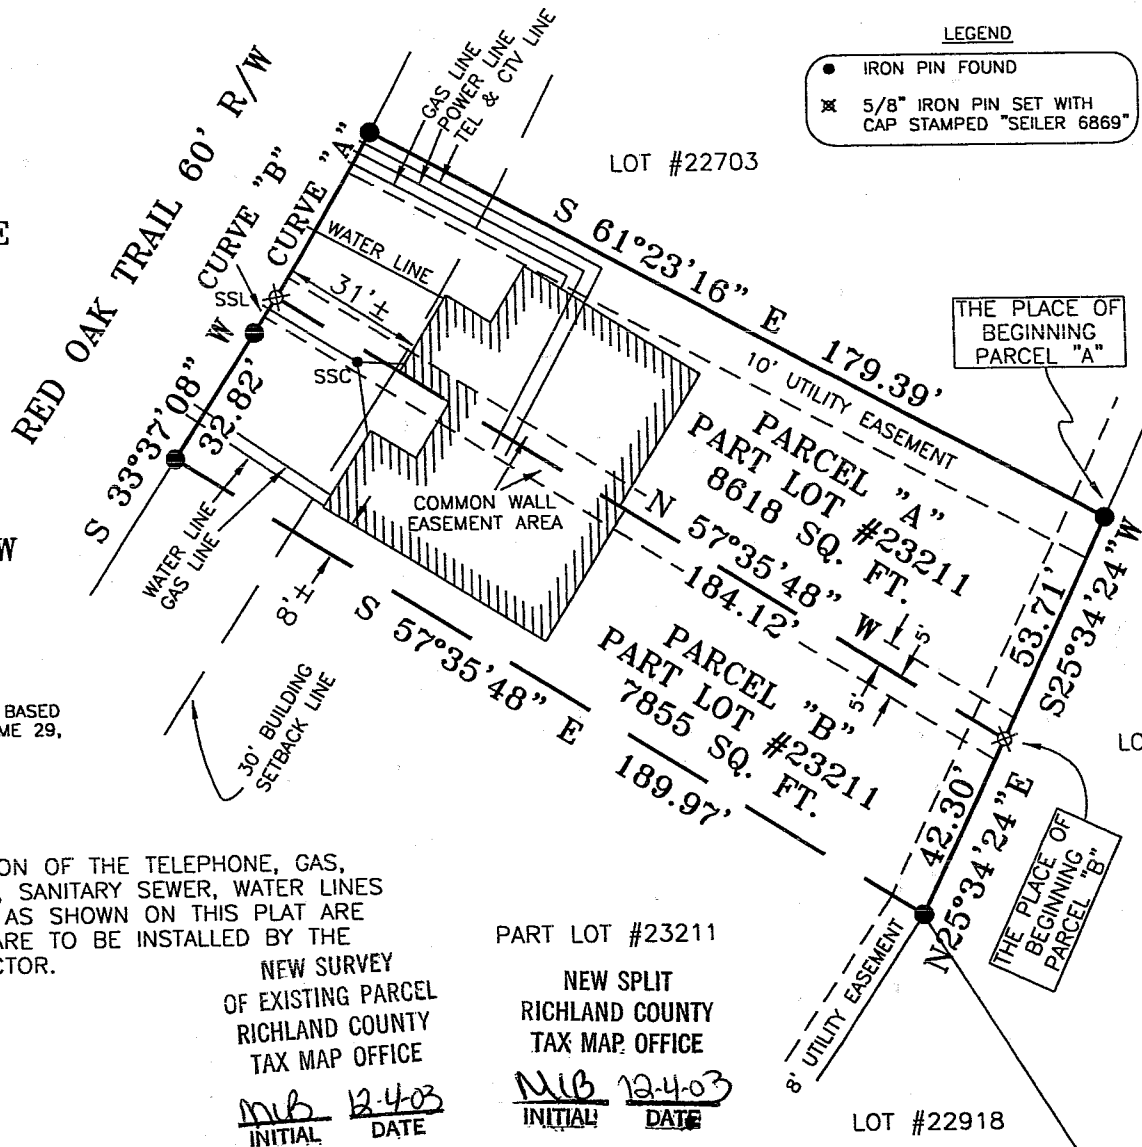 LEGEND
IRON PIN FOUND
5/8" IRON PIN SET WITH
CAP STAMPED "SEILER 6869"
RED OAK TRAIL 60' R/W
CURVE "B"
CURVE "A"
GAS LINE
POWER LINE
TEL & CTV LINE
LOT #22703
E
S 61°23'16" E 179.39'
10' UTILITY EASEMENT
THE PLACE OF
BEGINNING
PARCEL "A"
WATER LINE
31'±
SSL
SSC
S 33°37'08" W
32.82'
COMMON WALL
EASEMENT AREA
PARCEL "A"
PART LOT #23211
8618 SQ. FT.
N 57°35'48" W
184.12'
5'
5'
53.71'
S25°34'24"W
W
WATER LINE
GAS LINE
8'±
S 57°35'48" E
189.97'
PARCEL "B"
PART LOT #23211
7855 SQ. FT.
30' BUILDING
SETBACK LINE
BASED
ME 29,
LO
42.30'
N25°34'24"E
THE PLACE OF
BEGINNING
PARCEL "B"
8' UTILITY EASEMENT
ON OF THE TELEPHONE, GAS,
, SANITARY SEWER, WATER LINES
AS SHOWN ON THIS PLAT ARE
ARE TO BE INSTALLED BY THE
CTOR.
PART LOT #23211
NEW SURVEY
OF EXISTING PARCEL
RICHLAND COUNTY
TAX MAP OFFICE
MIB 12-4-03
INITIAL DATE
NEW SPLIT
RICHLAND COUNTY
TAX MAP OFFICE
MIB 12-4-03
INITIAL DATE
LOT #22918